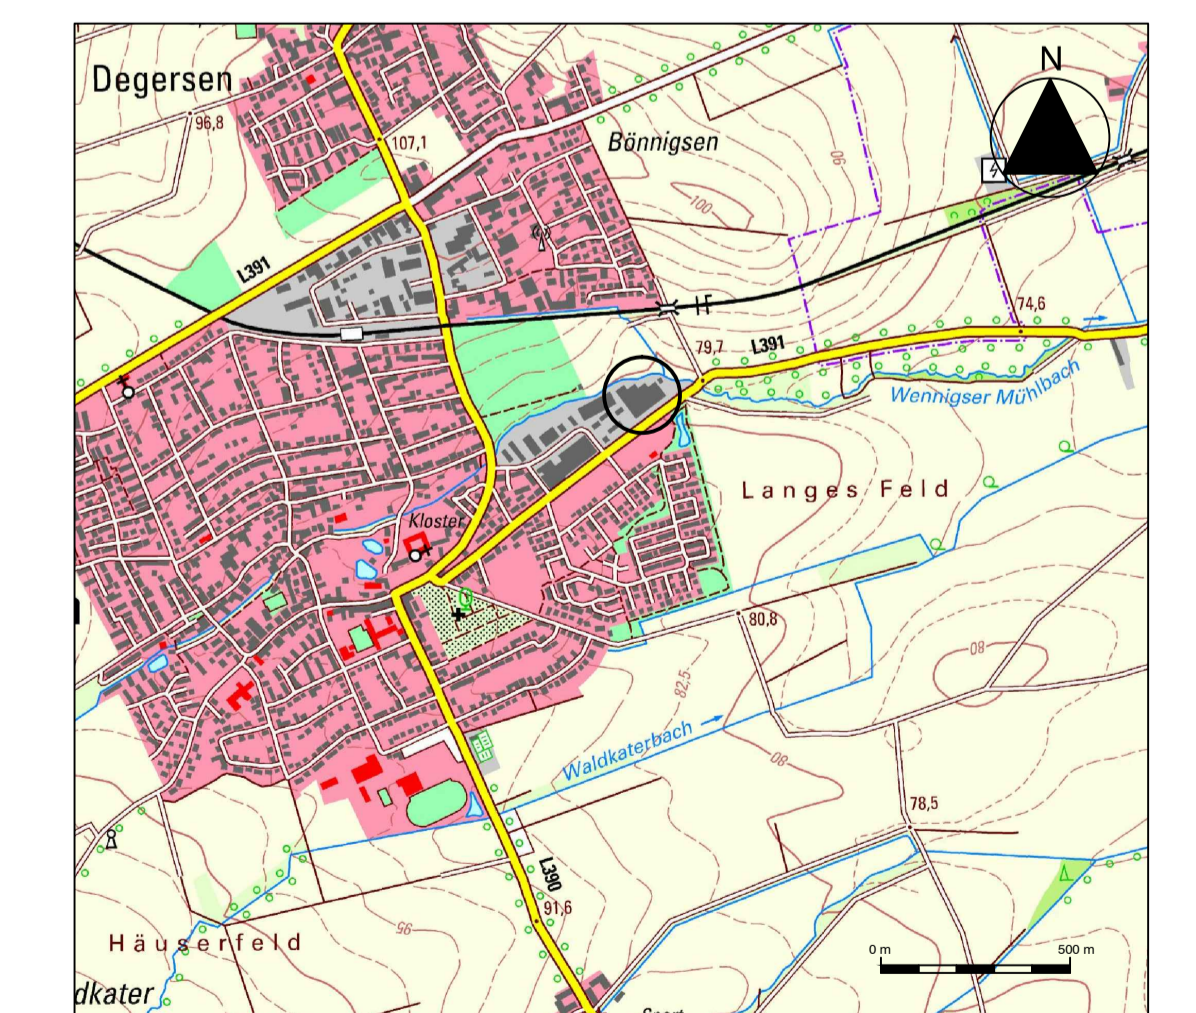 Degersen
96,8
107,1
Bönnigsen
N
90
100
L391
74,6
79,7
L391
Wennigser Mühlbach
Langes Feld
Kloster
80,8
80
82,5
Waldkaterbach
80
78,5
L390
91,6
95
Häuserfeld
0 m
500 m
dkater